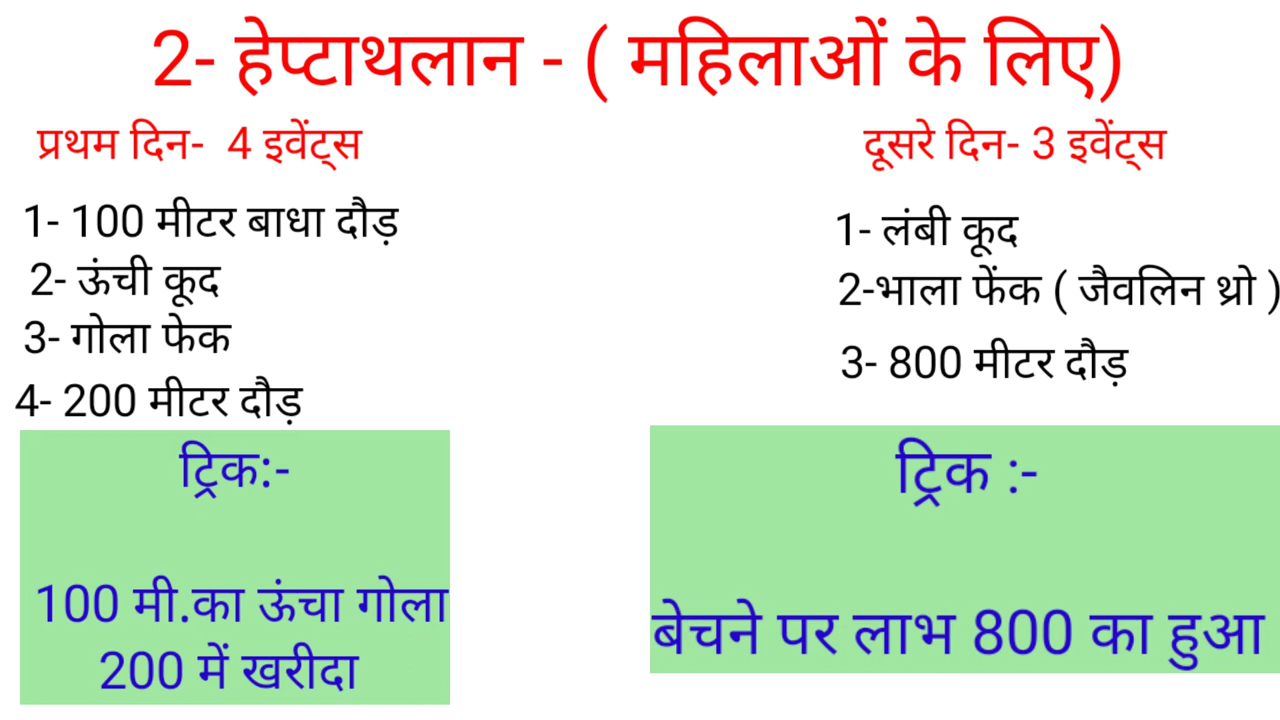 2- हेप्टाथलान - ( महिलाओं के लिए)
प्रथम दिन- 4 इवेंट्स
1- 100 मीटर बाधा दौड़
2- ऊंची कूद
3- गोला फेक
4- 200 मीटर दौड़
ट्रिक:-
100 मी.का ऊंचा गोला
200 में खरीदा
दूसरे दिन- 3 इवेंट्स
1- लंबी कूद
2-भाला फेंक ( जैवलिन थ्रो )
3- 800 मीटर दौड़
ट्रिक :-
बेचने पर लाभ 800 का हुआ